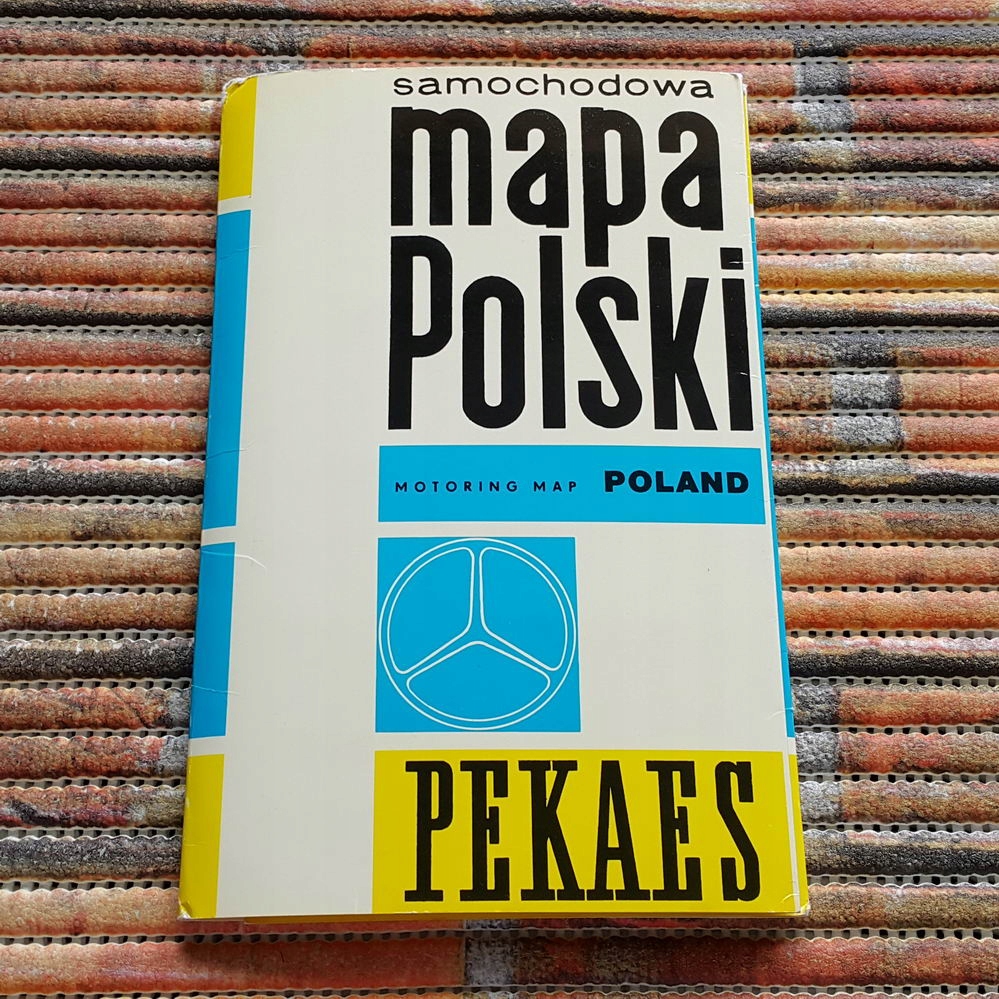 samochodowa
mapa
Polski
MOTORING MAP POLAND
PEKAES